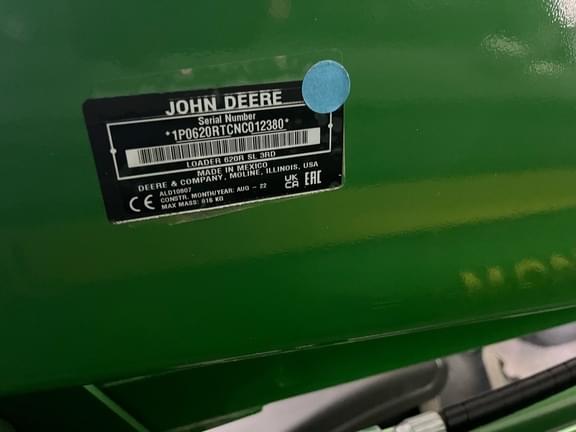 JOHN DEERE
Serial Number
*1P0620RTCNC012380*
LOADER 620R SL 3RD
MADE IN MEXICO
DEERE & COMPANY, MOLINE, ILLINOIS, USA
ALD10807
CONSTR. MONTH/YEAR: AUG - 22
MAX MASS: 818 KG
CE UK CA EAC